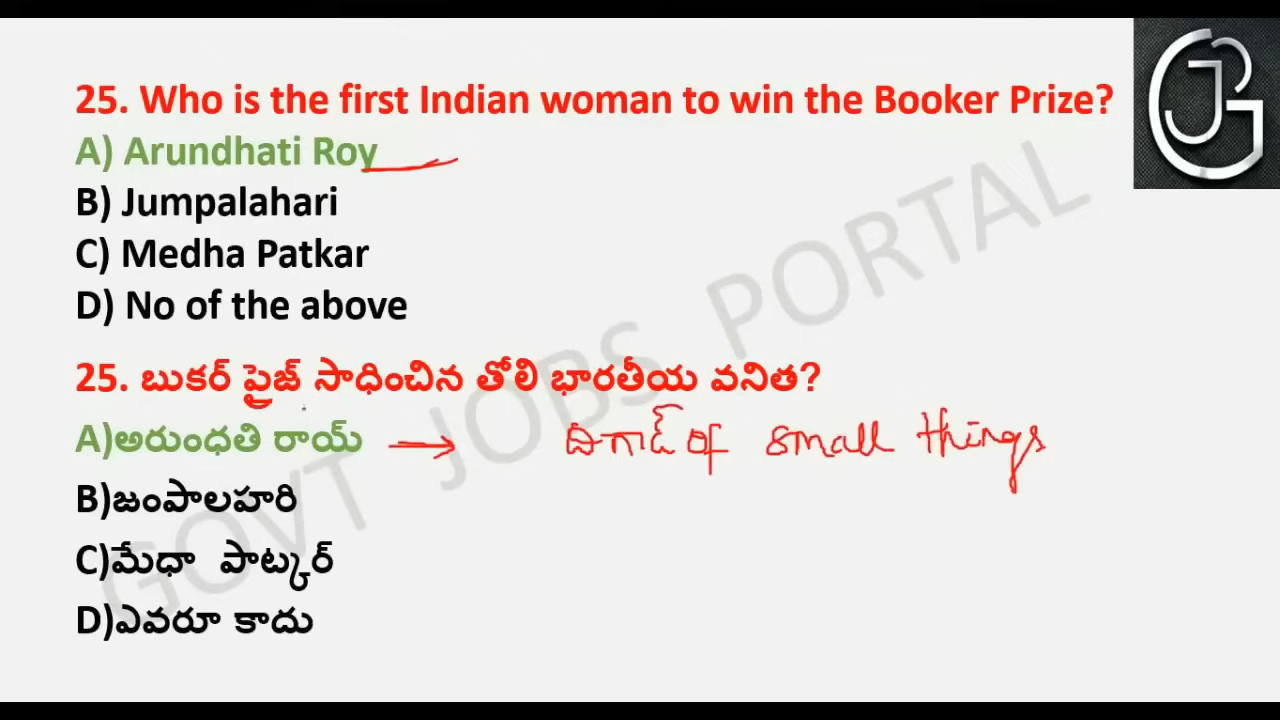 25. Who is the first Indian woman to win the Booker Prize?
A) Arundhati Roy
B) Jumpalahari
C) Medha Patkar
D) No of the above
25. బుకర్ ప్రైజ్ సాధించిన తోలి భారతీయ వనిత?
A)అరుంధతి రాయ్ → దిగాడ్ of small things
B)జంపాలహరి
C)మేధా పాట్కర్
D)ఎవరూ కాదు
GOVT JOBS PORTAL
GJP